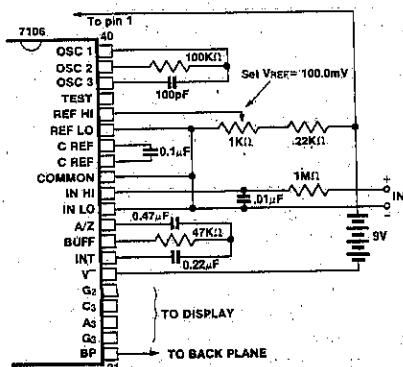 To pin 1
7106
40
OSC 1
OSC 2
OSC 3
TEST
REF HI
REF LO
C REF
C REF
COMMON
IN HI
IN LO
A/Z
BUFF
INT
V⁻
G2
C3
A3
G3
BP
100KΩ
100pF
Set VREF = 100.0mV
1KΩ
22KΩ
0.1µF
1MΩ
.01µF
+
IN
-
0.47µF
47KΩ
0.22µF
9V
TO DISPLAY
TO BACK PLANE